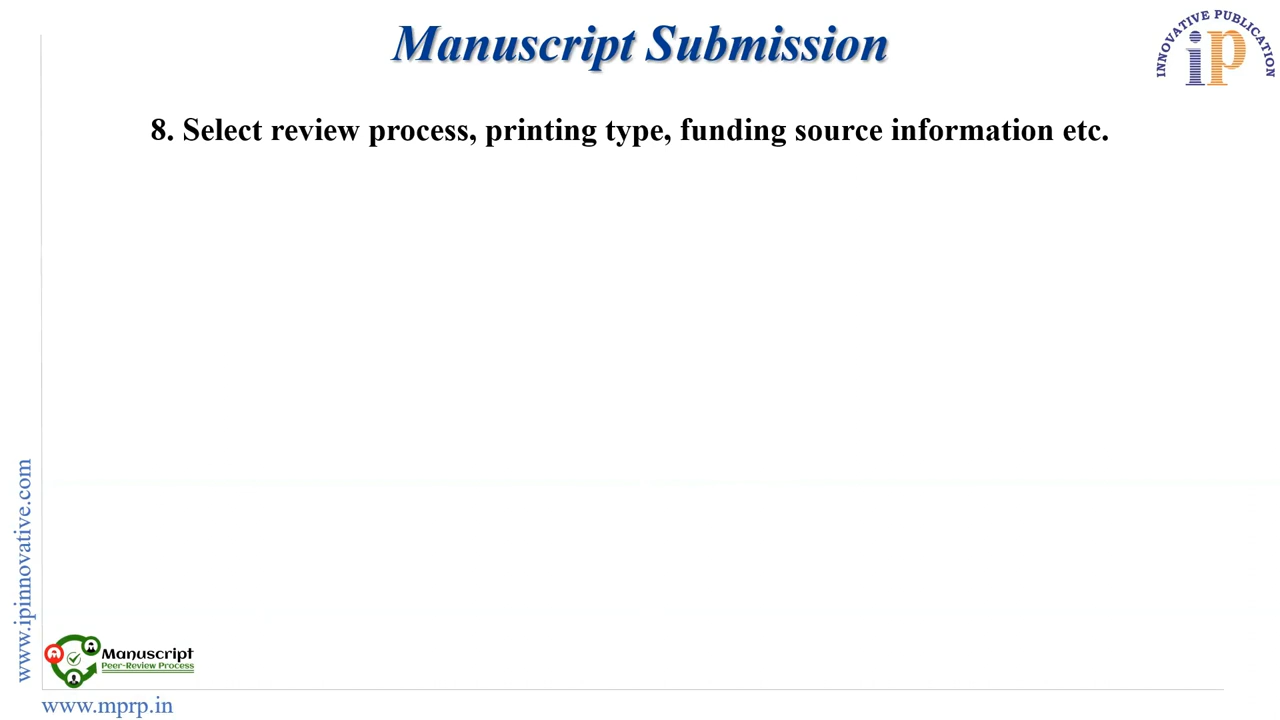 Manuscript Submission
INNOVATIVE PUBLICATION
ip
8. Select review process, printing type, funding source information etc.
www.ipinnovative.com
Manuscript
Peer-Review Process
www.mprp.in